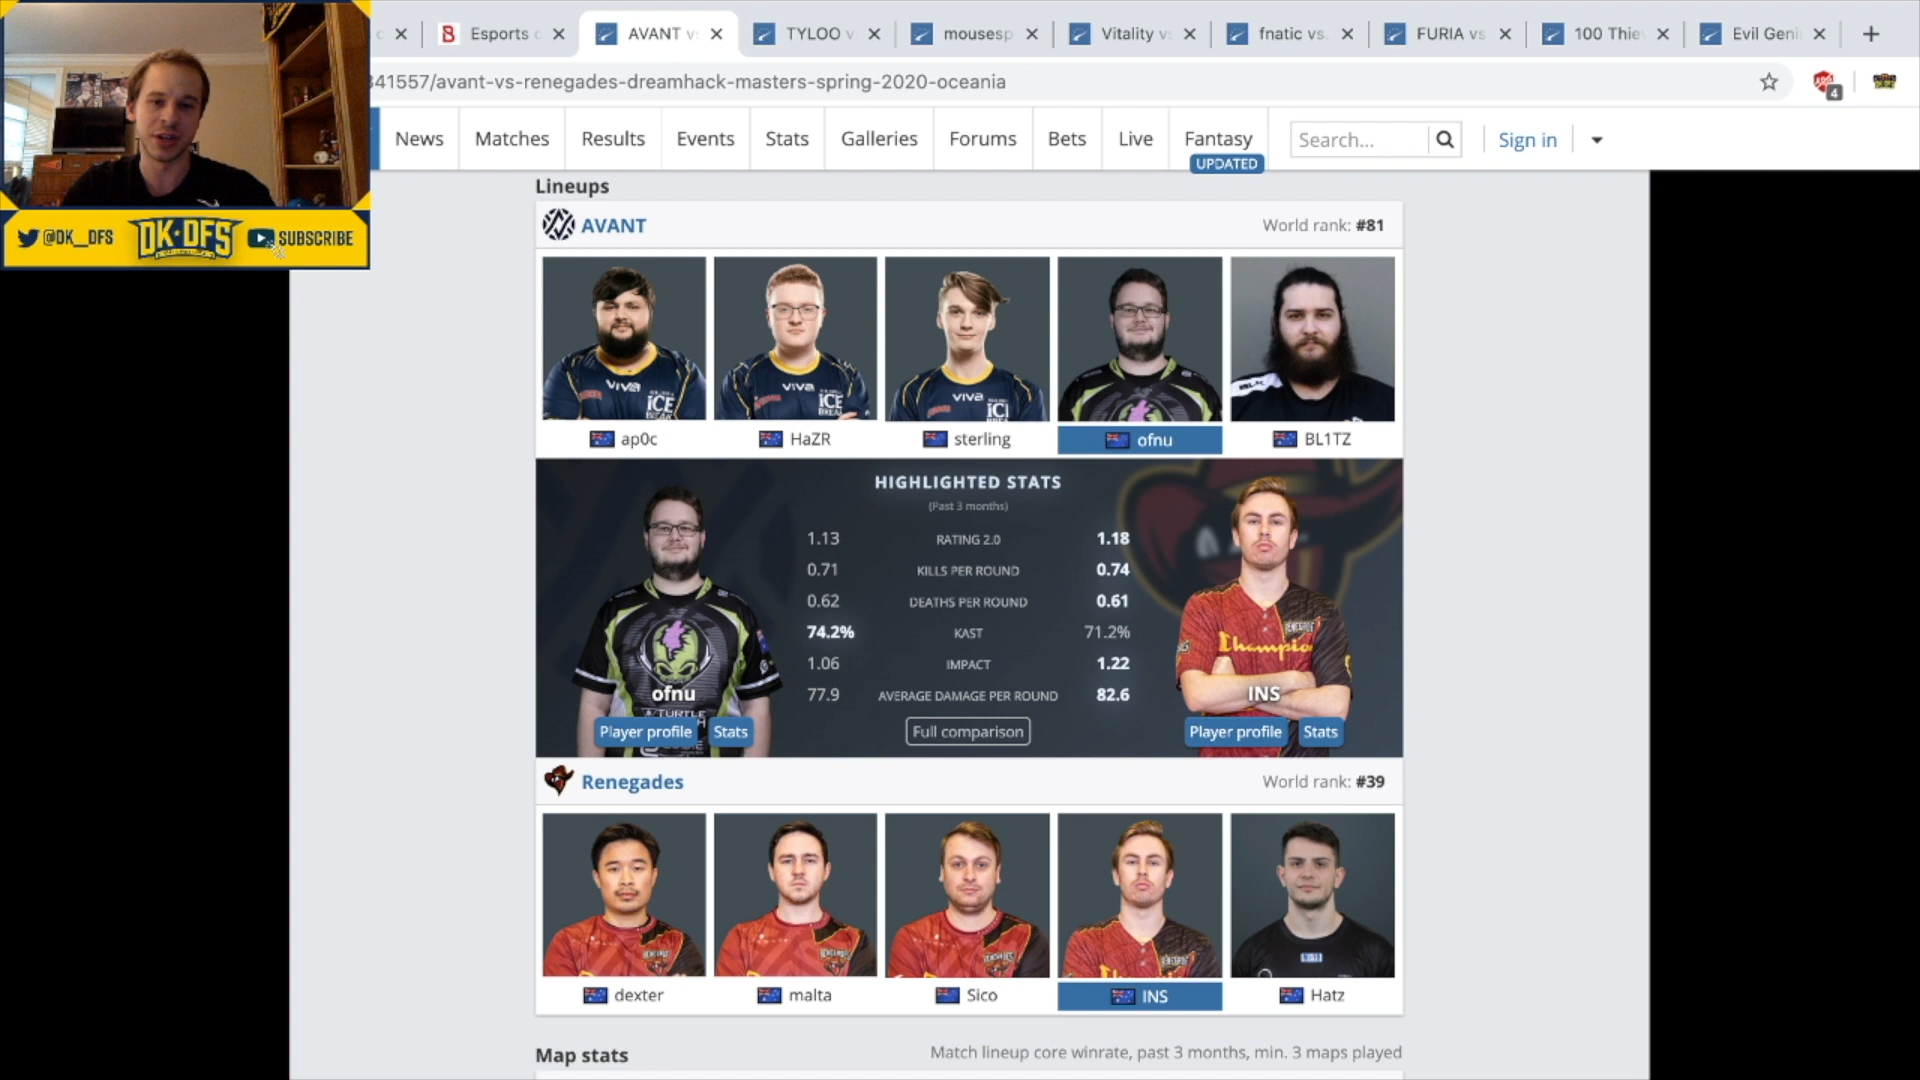 Esports
AVANT v
TYLOO v
mousesp
Vitality v
fnatic vs
FURIA vs
100 Thie
Evil Geni
341557/avant-vs-renegades-dreamhack-masters-spring-2020-oceania
4
News
Matches
Results
Events
Stats
Galleries
Forums
Bets
Live
Fantasy
UPDATED
Search...
Sign in
@DK__DFS
DK DFS
SUBSCRIBE
Lineups
AVANT
World rank: #81
ap0c
HaZR
sterling
ofnu
BL1TZ
HIGHLIGHTED STATS
(Past 3 months)
1.13 RATING 2.0 1.18
0.71 KILLS PER ROUND 0.74
0.62 DEATHS PER ROUND 0.61
74.2% KAST 71.2%
1.06 IMPACT 1.22
77.9 AVERAGE DAMAGE PER ROUND 82.6
ofnu
INS
Player profile
Stats
Full comparison
Player profile
Stats
Renegades
World rank: #39
dexter
malta
Sico
INS
Hatz
Map stats
Match lineup core winrate, past 3 months, min. 3 maps played